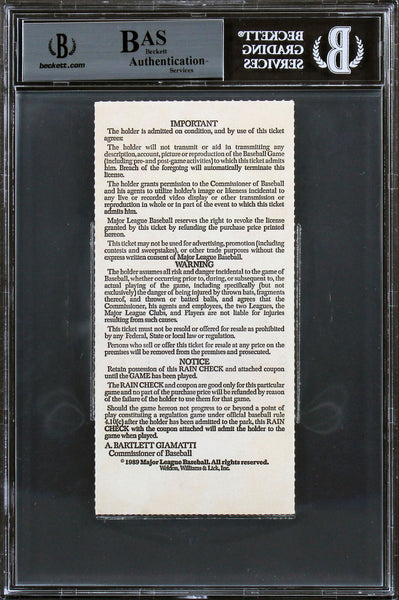 beckett.com
BAS
Beckett
Authentication
Services
BECKETT®
GRADING
SERVICES
B
IMPORTANT
The holder is admitted on condition, and by use of this ticket
agrees:
The holder will not transmit or aid in transmitting any
description, account, picture or reproduction of the Baseball Game
(including pre- and post-game activities) to which this ticket admits
him. Breach of the foregoing will automatically terminate this
license.
The holder grants permission to the Commissioner of Baseball
and his agents to utilize holder's image or likeness incidental to
any live or recorded video display or other transmission or
reproduction in whole or in part of the event to which this ticket
admits him.
Major League Baseball reserves the right to revoke the license
granted by this ticket by refunding the purchase price printed
hereon.
This ticket may not be used for advertising, promotion (including
contests and sweepstakes), or other trade purposes without the
express written consent of Major League Baseball.
WARNING
The holder assumes all risk and danger incidental to the game of
Baseball, whether occurring prior to, during, or subsequent to, the
actual playing of the game, including specifically (but not
exclusively) the danger of being injured by thrown bats, fragments
thereof, and thrown or batted balls, and agrees that the
Commissioner, his agents and employees, the two Leagues, the
Major League Clubs, and Players are not liable for injuries
resulting from such causes.
This ticket must not be resold or offered for resale as prohibited
by any Federal, State or local law or regulation.
Persons who sell or offer this ticket for resale at any price on the
premises will be removed from the premises and prosecuted.
NOTICE
Retain possession of this RAIN CHECK and attached coupon
until the GAME has been played.
The RAIN CHECK and coupon are good only for this particular
game and no part of the purchase price will be refunded by reason
of the failure of the holder to use them for that game.
Should the game hereon not progress to or beyond a point of
play constituting a regulation game under official baseball rule
4.10(c) after the holder has been admitted to the park, this RAIN
CHECK with the coupon attached will admit the holder to the
game when played.
A. BARTLETT GIAMATTI
Commissioner of Baseball
© 1989 Major League Baseball. All rights reserved.
Weldon, Williams & Lick, Inc.